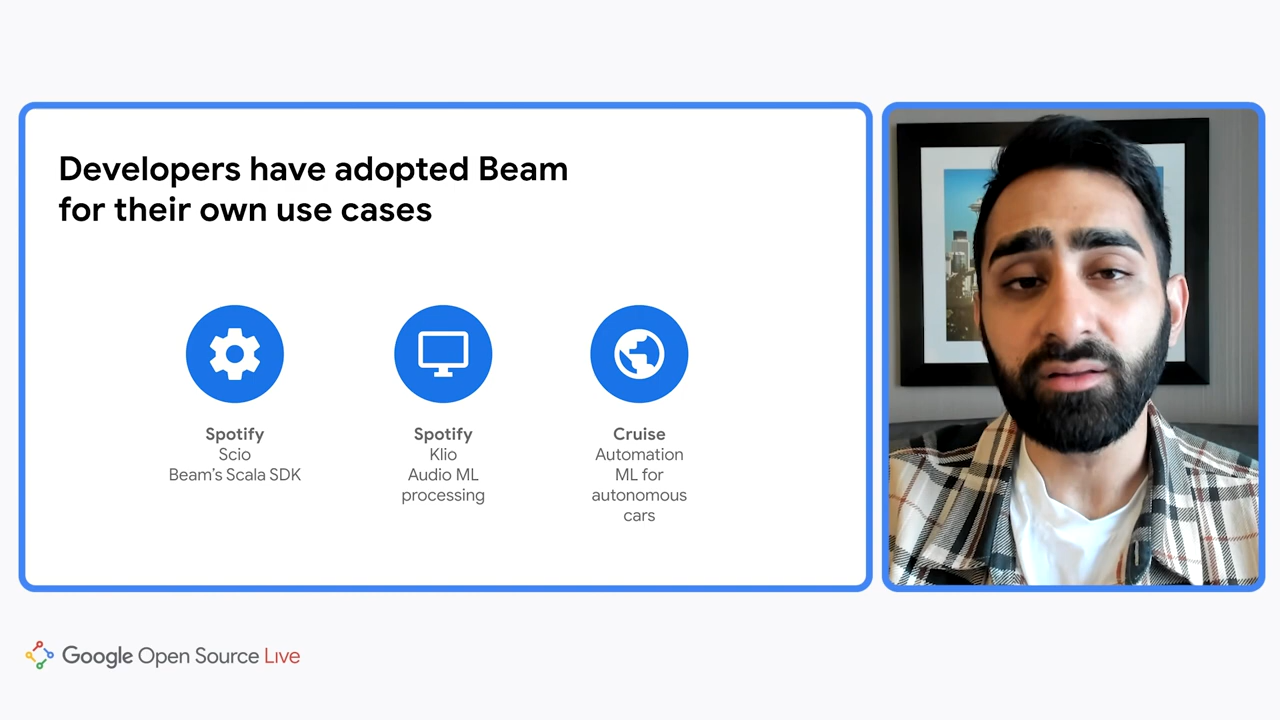 Developers have adopted Beam
for their own use cases
Spotify
Scio
Beam's Scala SDK
Spotify
Klio
Audio ML
processing
Cruise
Automation
ML for
autonomous
cars
Google Open Source Live